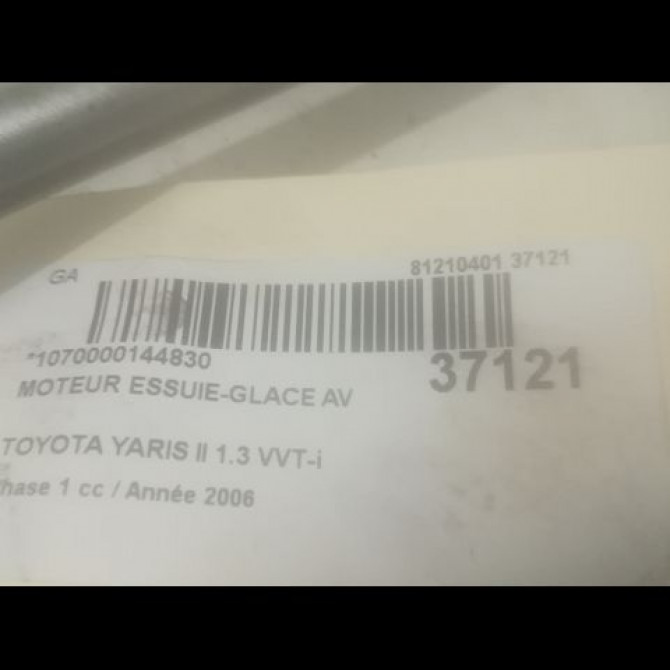 GA
81210401 37121
*1070000144830
37121
MOTEUR ESSUIE-GLACE AV
TOYOTA YARIS II 1.3 VVT-i
hase 1 cc / Année 2006